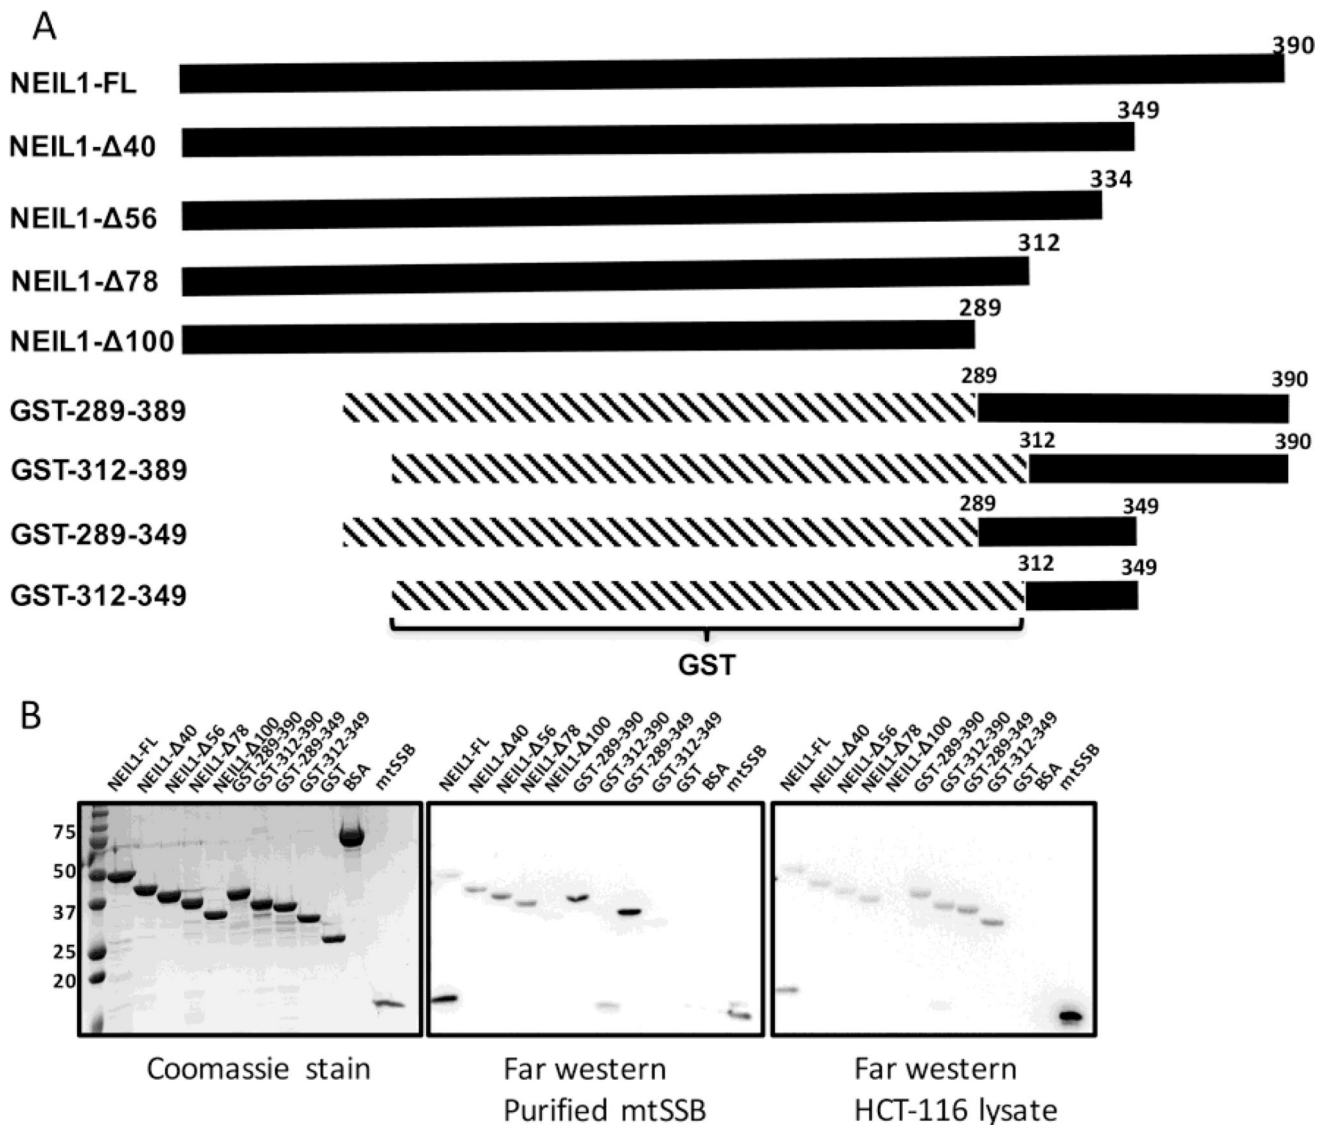 A
390
NEIL1-FL
349
NEIL1-Δ40
334
NEIL1-Δ56
312
NEIL1-Δ78
289
NEIL1-Δ100
289 390
GST-289-389
312 390
GST-312-389
289 349
GST-289-349
312 349
GST-312-349
GST
B
NEIL1-FL
NEIL1-Δ40
NEIL1-Δ56
NEIL1-Δ78
NEIL1-Δ100
GST-289-390
GST-312-390
GST-289-349
GST-312-349
GST
BSA
mtSSB
NEIL1-FL
NEIL1-Δ40
NEIL1-Δ56
NEIL1-Δ78
NEIL1-Δ100
GST-289-390
GST-312-390
GST-289-349
GST-312-349
GST
BSA
mtSSB
NEIL1-FL
NEIL1-Δ40
NEIL1-Δ56
NEIL1-Δ78
NEIL1-Δ100
GST-289-390
GST-312-390
GST-289-349
GST-312-349
GST
BSA
mtSSB
75
50
37
25
20
Coomassie stain
Far western
Purified mtSSB
Far western
HCT-116 lysate